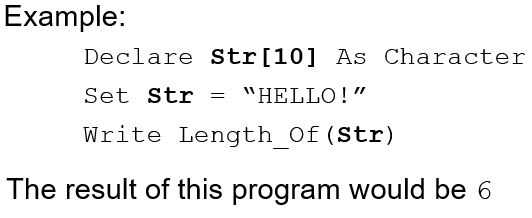 Example:
Declare Str[10] As Character
Set Str = “HELLO!”
Write Length_Of(Str)
The result of this program would be 6